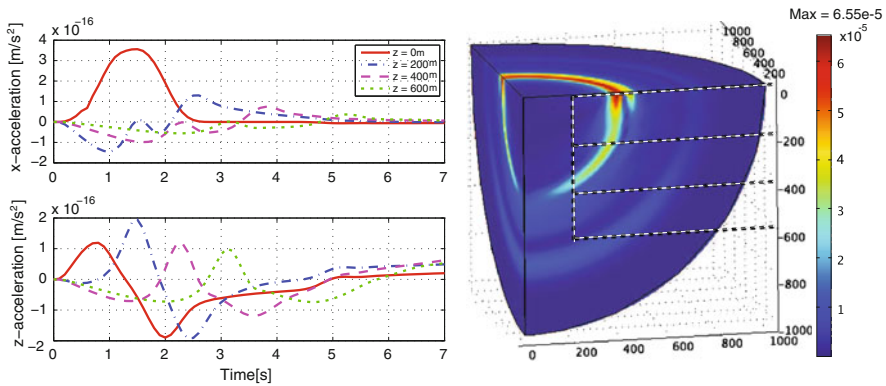 x 10⁻¹⁶
x-acceleration [m/s²]
4
3
2
1
0
−1
−2
0 1 2 3 4 5 6 7
z = 0m
z = 200m
z = 400m
z = 600m
x 10⁻¹⁶
z-acceleration [m/s²]
2
1
0
−1
−2
0 1 2 3 4 5 6 7
Time[s]
1000
800
600
400
200
0
-200
-400
-600
-800
-1000
0 200 400 600 800 1000
Max = 6.55e-5
x10⁻⁵
6
5
4
3
2
1